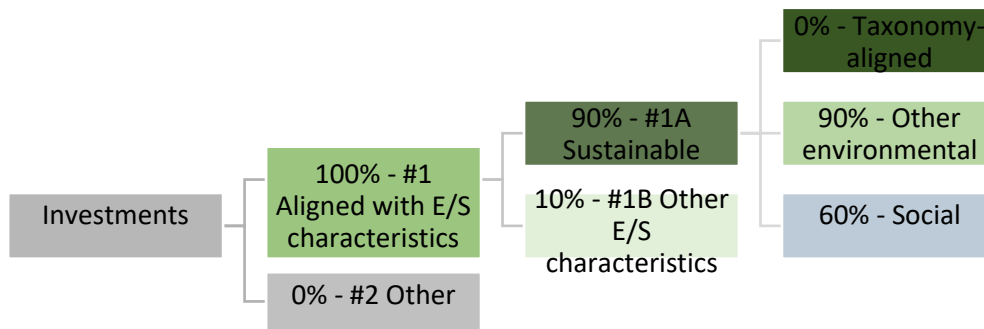 Investments
100% - #1
Aligned with E/S
characteristics
0% - #2 Other
90% - #1A
Sustainable
10% - #1B Other
E/S
characteristics
0% - Taxonomy-
aligned
90% - Other
environmental
60% - Social